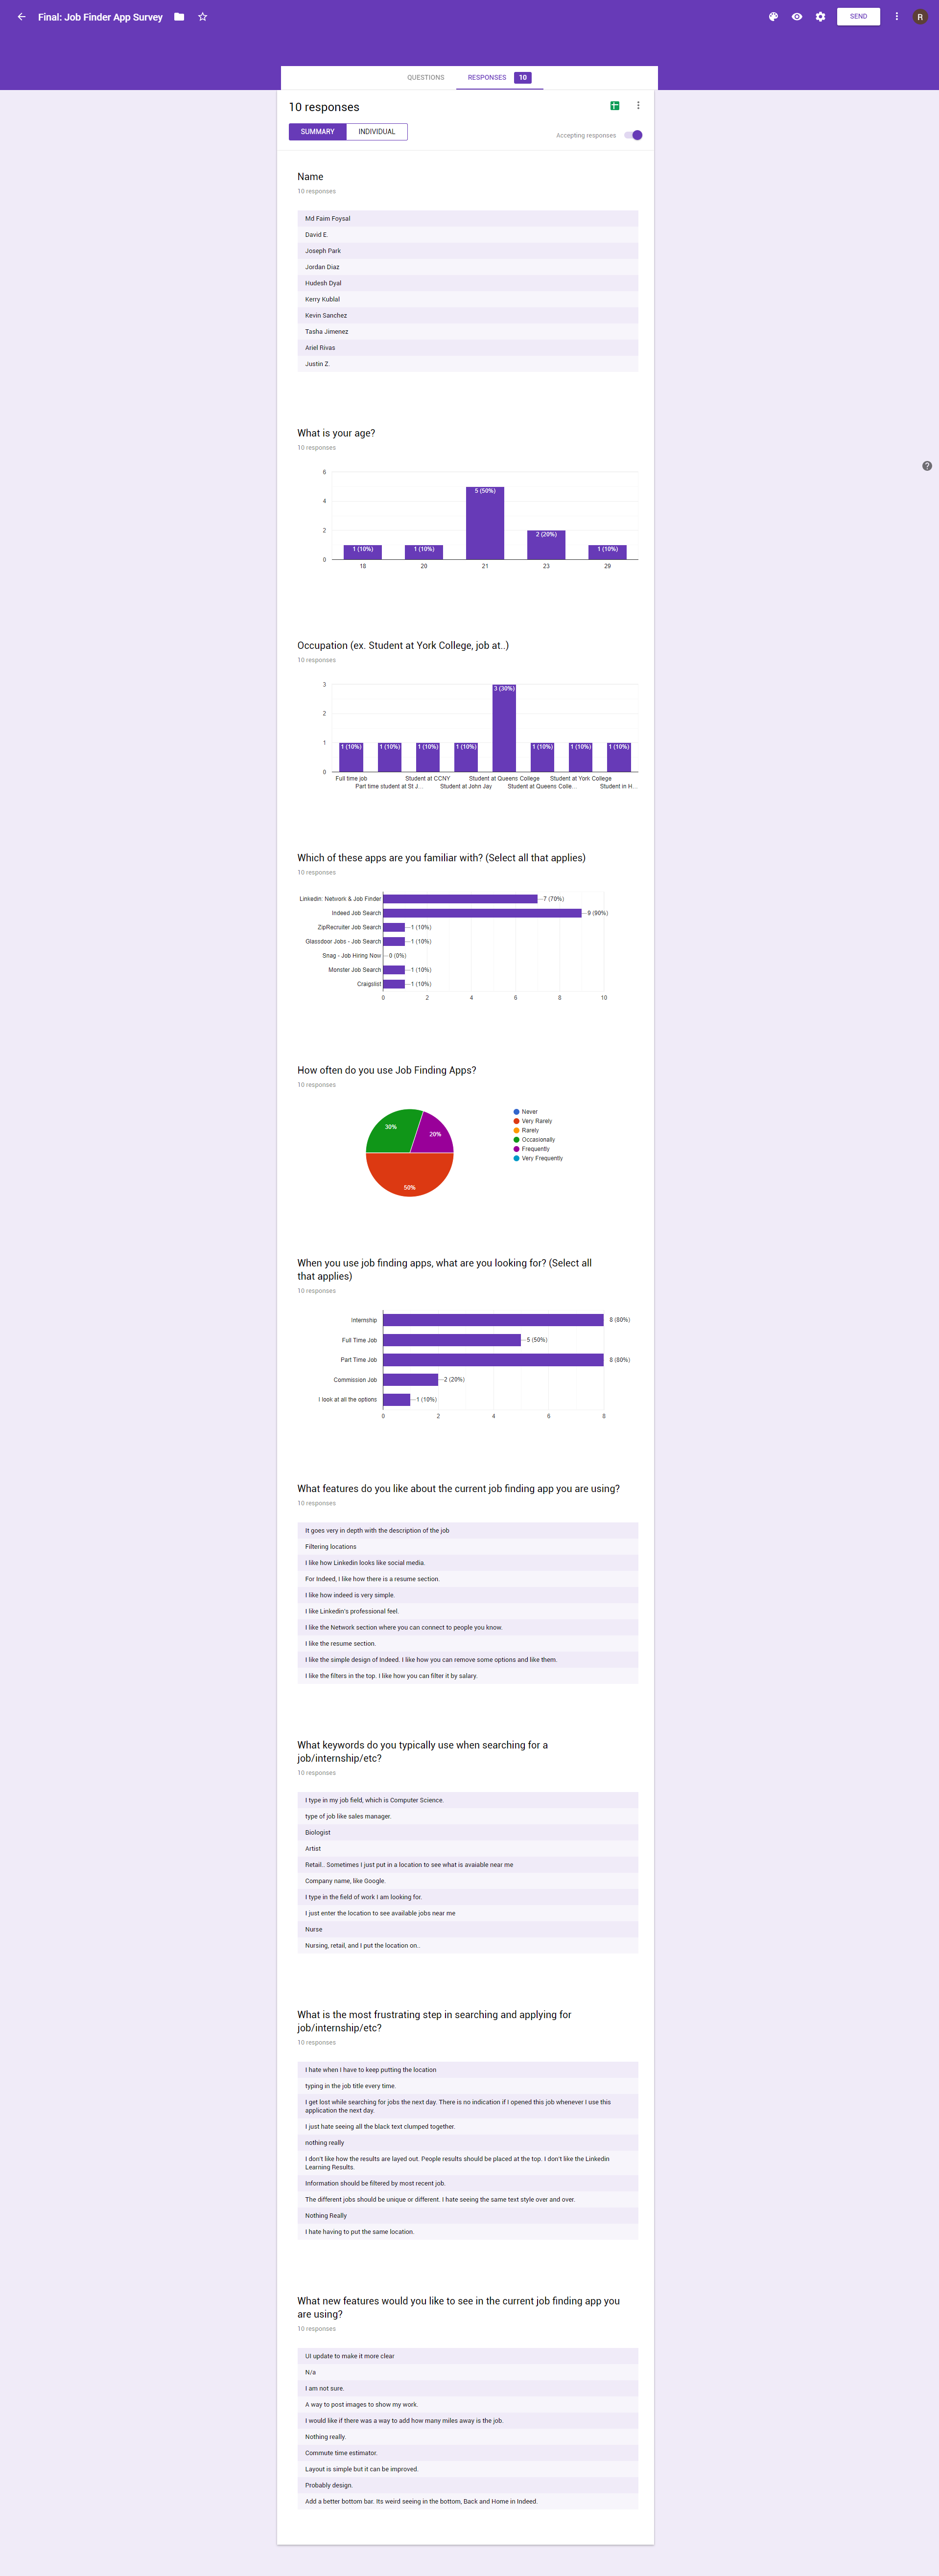 Final: Job Finder App Survey
SEND
R
QUESTIONS RESPONSES 10
10 responses
SUMMARY INDIVIDUAL
Accepting responses
Name
10 responses
Md Faim Foysal
David E.
Joseph Park
Jordan Diaz
Hudesh Dyal
Kerry Kublal
Kevin Sanchez
Tasha Jimenez
Ariel Rivas
Justin Z.
What is your age?
10 responses
6
4
2
0
1 (10%) 1 (10%) 5 (50%) 2 (20%) 1 (10%)
18 20 21 23 29
Occupation (ex. Student at York College, job at..)
10 responses
3
2
1
0
1 (10%) 1 (10%) 1 (10%) 1 (10%) 3 (30%) 1 (10%) 1 (10%) 1 (10%)
Full time job Student at CCNY Student at Queens College Student at York College
Part time student at St J... Student at John Jay Student at Queens Colle... Student in H...
Which of these apps are you familiar with? (Select all that applies)
10 responses
Linkedin: Network & Job Finder 7 (70%)
Indeed Job Search 9 (90%)
ZipRecruiter Job Search 1 (10%)
Glassdoor Jobs - Job Search 1 (10%)
Snag - Job Hiring Now 0 (0%)
Monster Job Search 1 (10%)
Craigslist 1 (10%)
0 2 4 6 8 10
How often do you use Job Finding Apps?
10 responses
30%
20%
50%
Never
Very Rarely
Rarely
Occasionally
Frequently
Very Frequently
When you use job finding apps, what are you looking for? (Select all
that applies)
10 responses
Internship 8 (80%)
Full Time Job 5 (50%)
Part Time Job 8 (80%)
Commission Job 2 (20%)
I look at all the options 1 (10%)
0 2 4 6 8
What features do you like about the current job finding app you are using?
10 responses
It goes very in depth with the description of the job
Filtering locations
I like how Linkedin looks like social media.
For Indeed, I like how there is a resume section.
I like how indeed is very simple.
I like Linkedin's professional feel.
I like the Network section where you can connect to people you know.
I like the resume section.
I like the simple design of Indeed. I like how you can remove some options and like them.
I like the filters in the top. I like how you can filter it by salary.
What keywords do you typically use when searching for a
job/internship/etc?
10 responses
I type in my job field, which is Computer Science.
type of job like sales manager.
Biologist
Artist
Retail.. Sometimes I just put in a location to see what is avaiable near me
Company name, like Google.
I type in the field of work I am looking for.
I just enter the location to see available jobs near me
Nurse
Nursing, retail, and I put the location on..
What is the most frustrating step in searching and applying for
job/internship/etc?
10 responses
I hate when I have to keep putting the location
typing in the job title every time.
I get lost while searching for jobs the next day. There is no indication if I opened this job whenever I use this
application the next day.
I just hate seeing all the black text clumped together.
nothing really
I don't like how the results are layed out. People results should be placed at the top. I don't like the Linkedin
Learning Results.
Information should be filtered by most recent job.
The different jobs should be unique or different. I hate seeing the same text style over and over.
Nothing Really
I hate having to put the same location.
What new features would you like to see in the current job finding app you
are using?
10 responses
UI update to make it more clear
N/a
I am not sure.
A way to post images to show my work.
I would like if there was a way to add how many miles away is the job.
Nothing really.
Commute time estimator.
Layout is simple but it can be improved.
Probably design.
Add a better bottom bar. Its weird seeing in the bottom, Back and Home in Indeed.